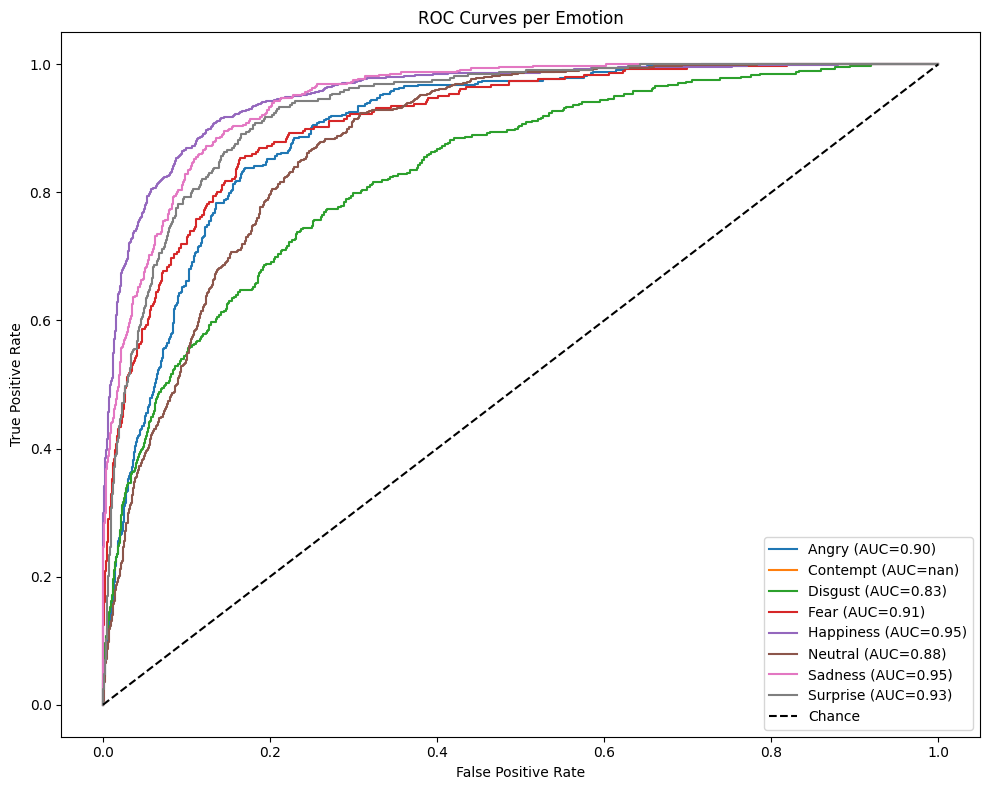 ROC Curves per Emotion
1.0
0.8
0.6
0.4
0.2
0.0
True Positive Rate
0.0 0.2 0.4 0.6 0.8 1.0
False Positive Rate
Angry (AUC=0.90)
Contempt (AUC=nan)
Disgust (AUC=0.83)
Fear (AUC=0.91)
Happiness (AUC=0.95)
Neutral (AUC=0.88)
Sadness (AUC=0.95)
Surprise (AUC=0.93)
Chance